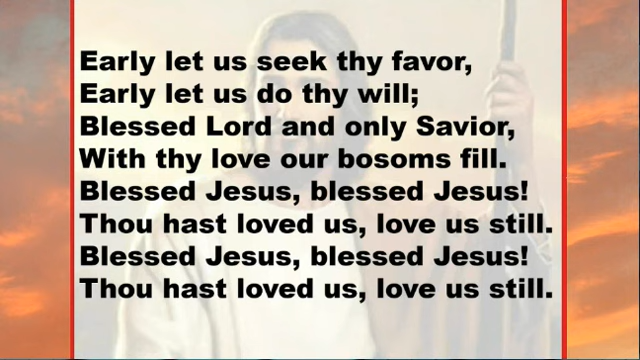 Early let us seek thy favor,
Early let us do thy will;
Blessed Lord and only Savior,
With thy love our bosoms fill.
Blessed Jesus, blessed Jesus!
Thou hast loved us, love us still.
Blessed Jesus, blessed Jesus!
Thou hast loved us, love us still.